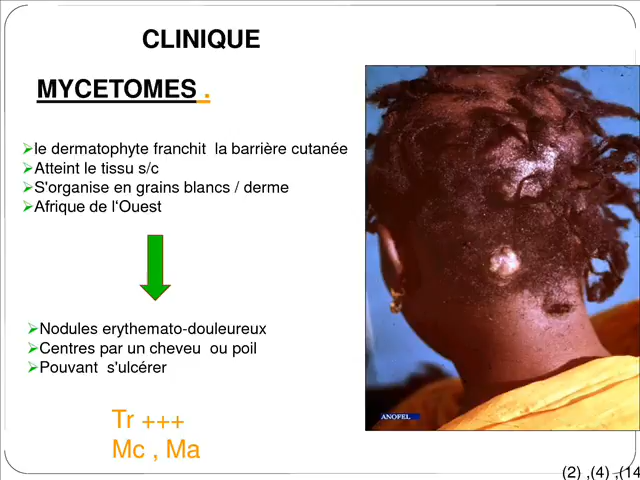 CLINIQUE
MYCETOMES .
le dermatophyte franchit la barrière cutanée
Atteint le tissu s/c
S'organise en grains blancs / derme
Afrique de l'Ouest
Nodules erythemato-douleureux
Centres par un cheveu ou poil
Pouvant s'ulcérer
Tr +++
Mc , Ma
ANOFEL
(2) ,(4) ,(14